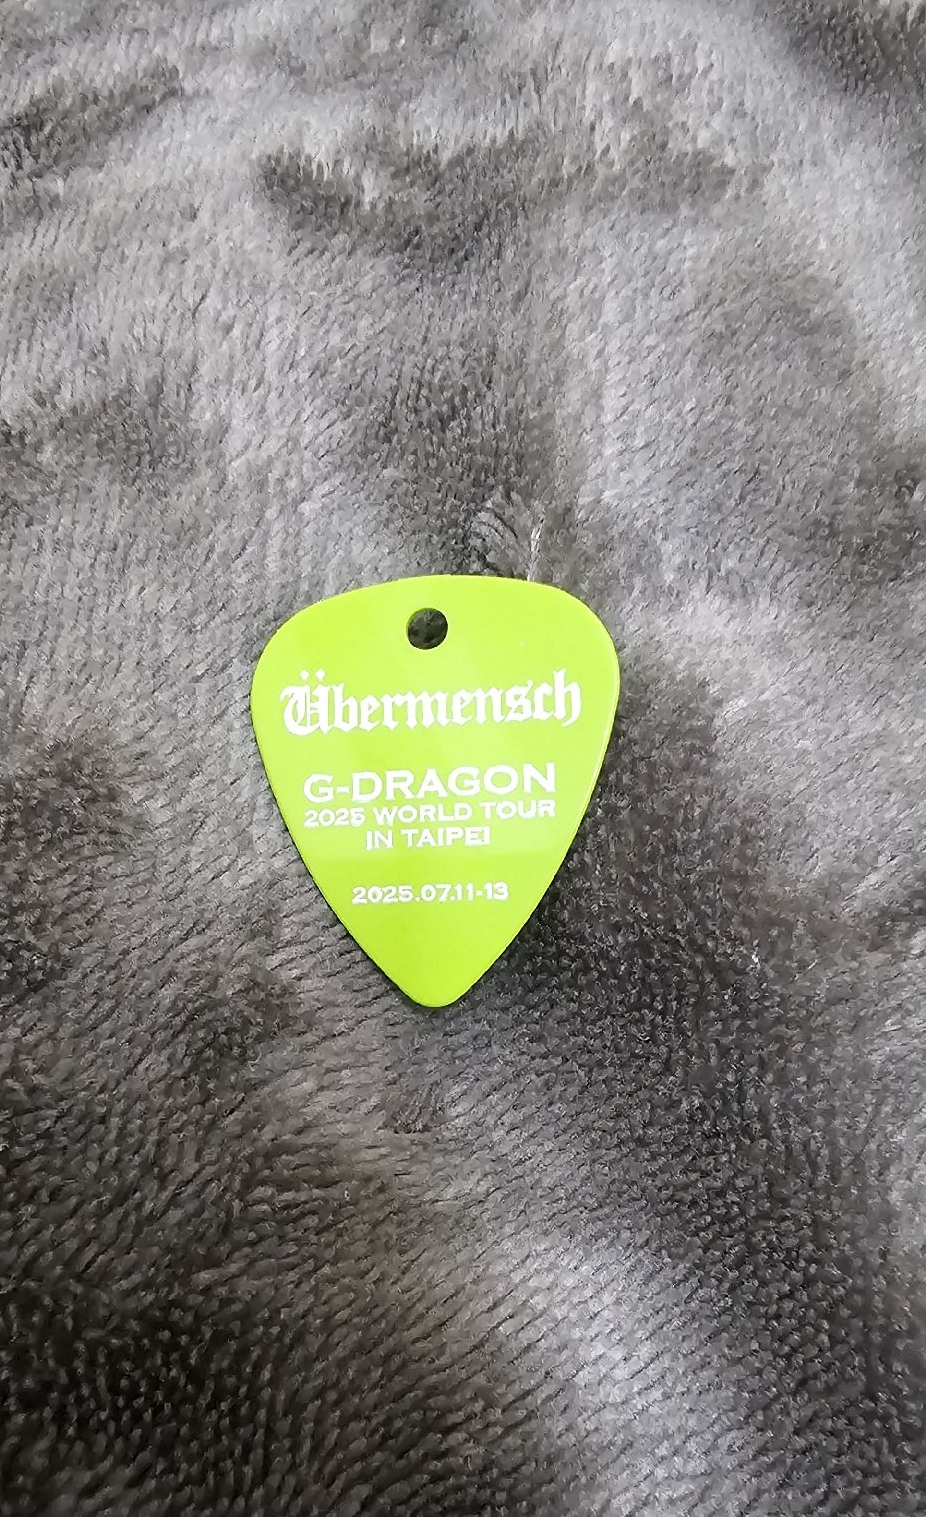 Übermensch
G-DRAGON
2025 WORLD TOUR
IN TAIPEI
2025.07.11-13